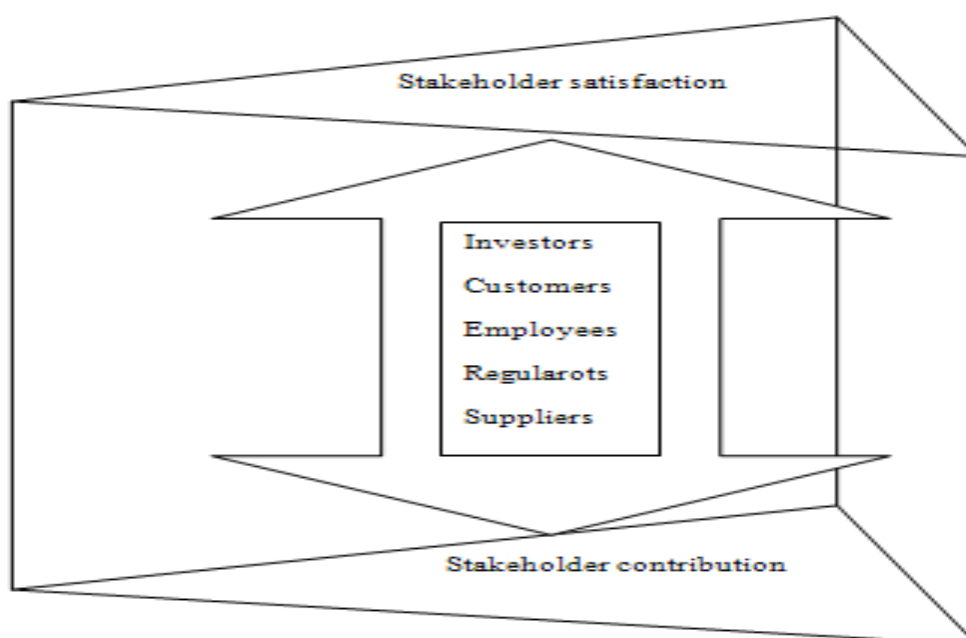 Stakeholder satisfaction
Investors
Customers
Employees
Regularots
Suppliers
Stakeholder contribution